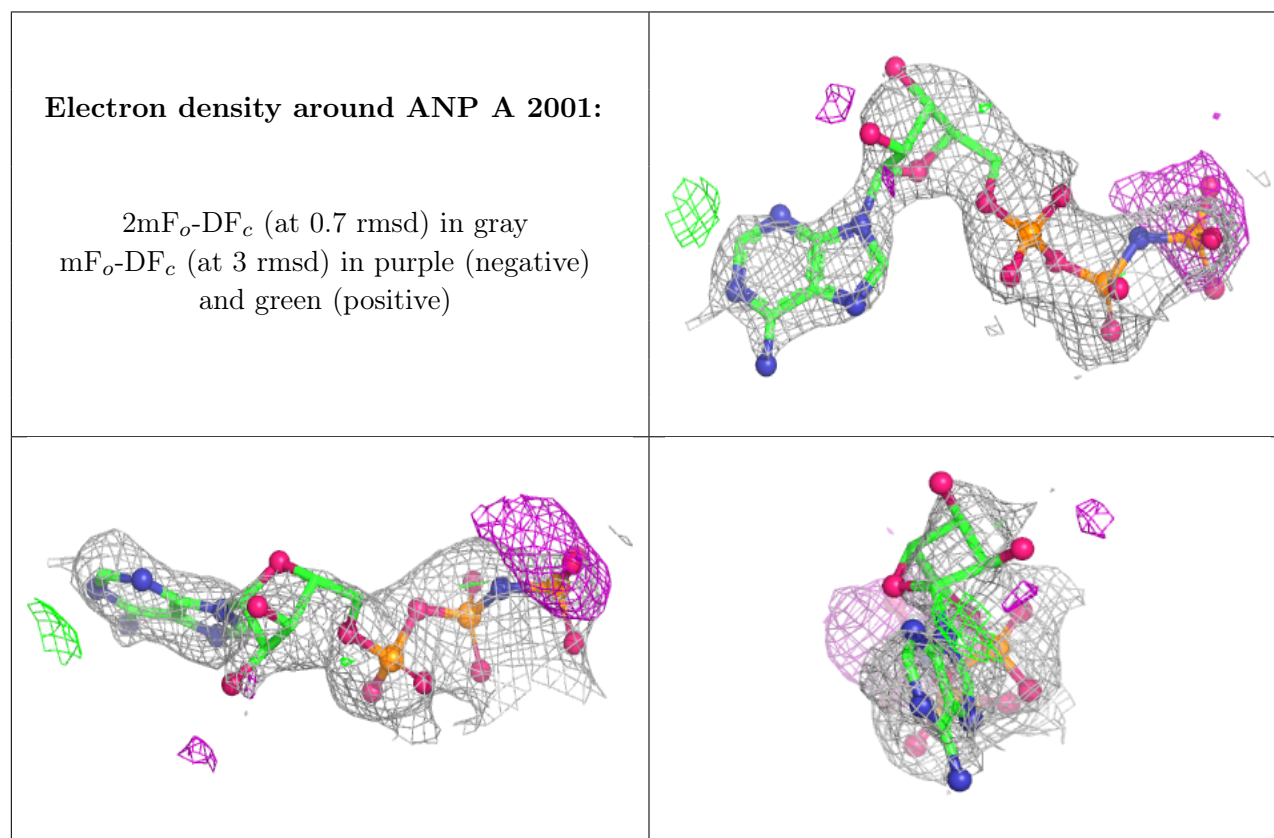 Electron density around ANP A 2001:
2mFₒ-DF𝒸 (at 0.7 rmsd) in gray
mFₒ-DF𝒸 (at 3 rmsd) in purple (negative)
and green (positive)